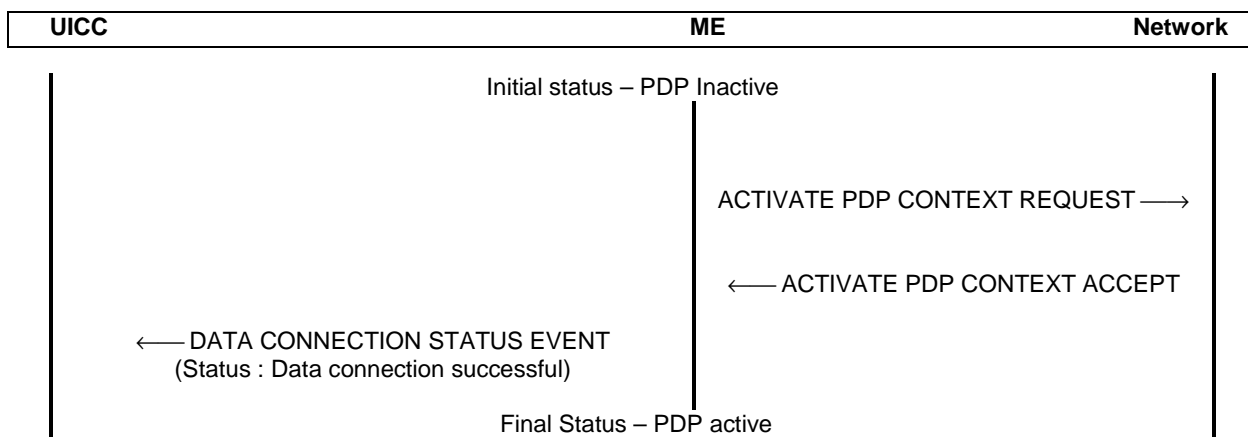 UICC ME Network
Initial status – PDP Inactive
ACTIVATE PDP CONTEXT REQUEST →
← ACTIVATE PDP CONTEXT ACCEPT
← DATA CONNECTION STATUS EVENT
(Status : Data connection successful)
Final Status – PDP active